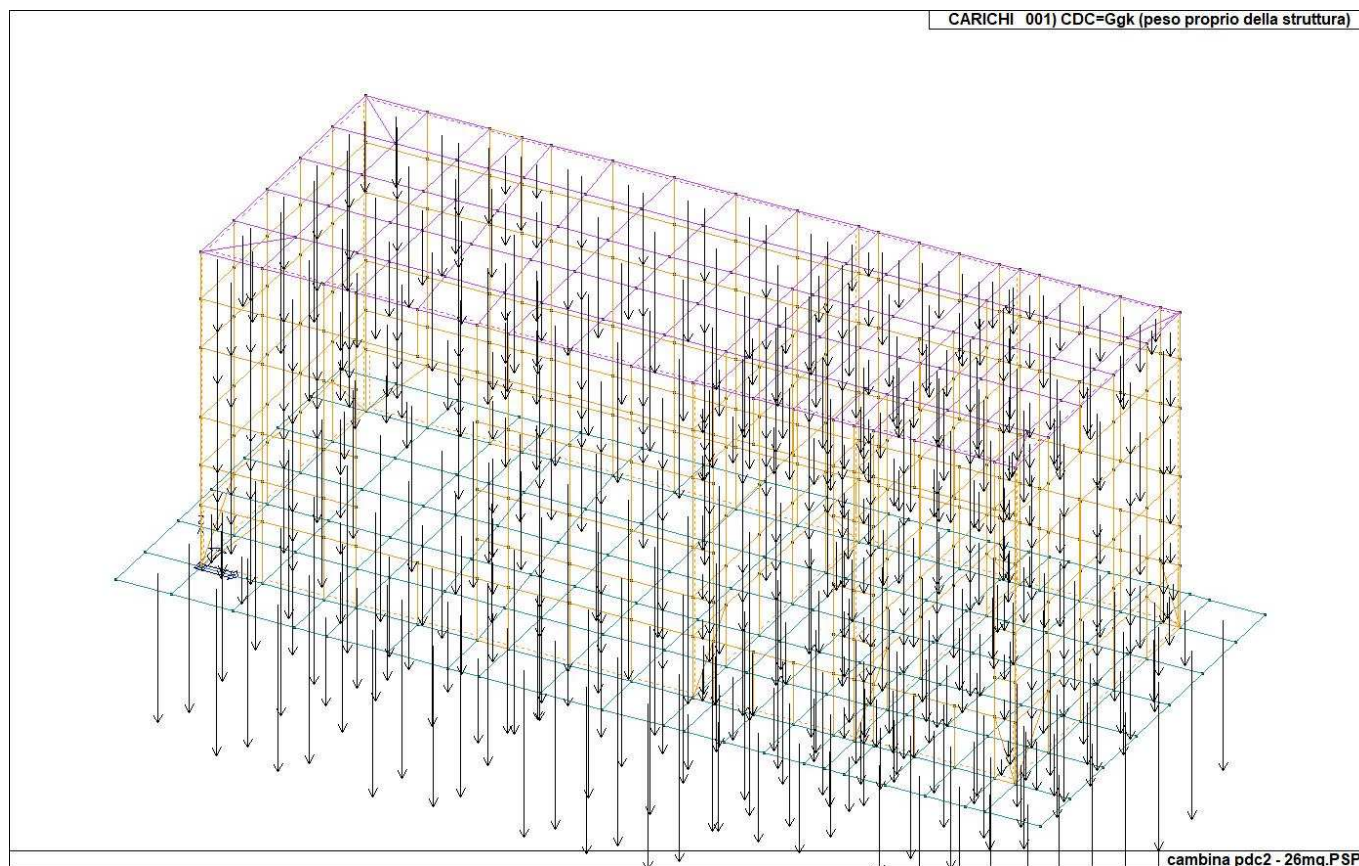 CARICHI 001) CDC=Ggk (peso proprio della struttura)
cambina pdc2 - 26mq.PSP